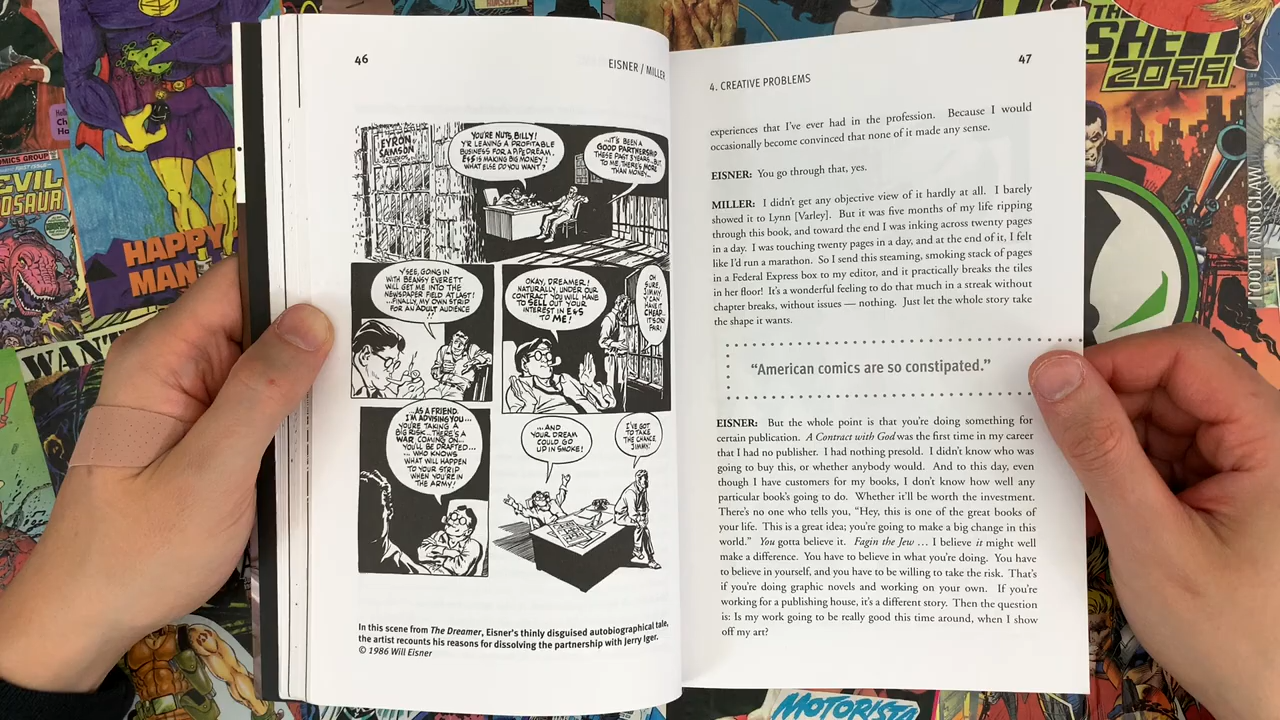 46
EISNER / MILLER
EYRON
SAMSON
YOU'RE NUTS, BILLY!
Y'R LEAVING A PROFITABLE
BUSINESS FOR A PIPE DREAM.
E&S IS MAKING BIG MONEY!
WHAT ELSE DO YOU WANT?
...IT'S BEEN A
GOOD PARTNERSHIP
THESE PAST 3 YEARS... BUT,
TO ME, THERE'S MORE
THAN MONEY...
Y'SEE, GOING IN
WITH BEANSY EVERETT
WILL GET ME INTO THE
NEWSPAPER FIELD AT LAST!
...FINALLY, MY OWN STRIP
FOR AN ADULT AUDIENCE
!!
OKAY, DREAMER!
NATURALLY, UNDER OUR
CONTRACT YOU WILL HAVE
TO SELL OUT YOUR
INTEREST IN E&S
TO ME!
OH
SURE,
JIMMY
Y'CAN
HAVE IT
CHEAP...
IT'S ONLY
FAIR!
...AS A FRIEND,
I'M ADVISING YOU...
YOU'RE TAKING A
BIG RISK... THERE'S A
WAR COMING ON...
YOU'LL BE DRAFTED...
... WHO KNOWS
WHAT WILL HAPPEN
TO YOUR STRIP
WHEN YOU'RE IN
THE ARMY!
...AND
YOUR DREAM
COULD GO
UP IN SMOKE!
I'VE GOT
TO TAKE
THE CHANCE,
JIMMY.
In this scene from The Dreamer, Eisner's thinly disguised autobiographical tale,
the artist recounts his reasons for dissolving the partnership with Jerry Iger.
© 1986 Will Eisner
4. CREATIVE PROBLEMS
47
experiences that I've ever had in the profession. Because I would
occasionally become convinced that none of it made any sense.
EISNER: You go through that, yes.
MILLER: I didn't get any objective view of it hardly at all. I barely
showed it to Lynn [Varley]. But it was five months of my life ripping
through this book, and toward the end I was inking across twenty pages
in a day. I was touching twenty pages in a day, and at the end of it, I felt
like I'd run a marathon. So I send this steaming, smoking stack of pages
in a Federal Express box to my editor, and it practically breaks the tiles
in her floor! It's a wonderful feeling to do that much in a streak without
chapter breaks, without issues — nothing. Just let the whole story take
the shape it wants.
"American comics are so constipated."
EISNER: But the whole point is that you're doing something for
certain publication. A Contract with God was the first time in my career
that I had no publisher. I had nothing presold. I didn't know who was
going to buy this, or whether anybody would. And to this day, even
though I have customers for my books, I don't know how well any
particular book's going to do. Whether it'll be worth the investment.
There's no one who tells you, "Hey, this is one of the great books of
your life. This is a great idea; you're going to make a big change in this
world." You gotta believe it. Fagin the Jew ... I believe it might well
make a difference. You have to believe in what you're doing. You have
to believe in yourself, and you have to be willing to take the risk. That's
if you're doing graphic novels and working on your own. If you're
working for a publishing house, it's a different story. Then the question
is: Is my work going to be really good this time around, when I show
off my art?
HIMSELF!
COMICS GROUP
EVIL
HAPPY
MAN
WANT
THE
2099
TOOTH AND CLAW
MOTORISTA